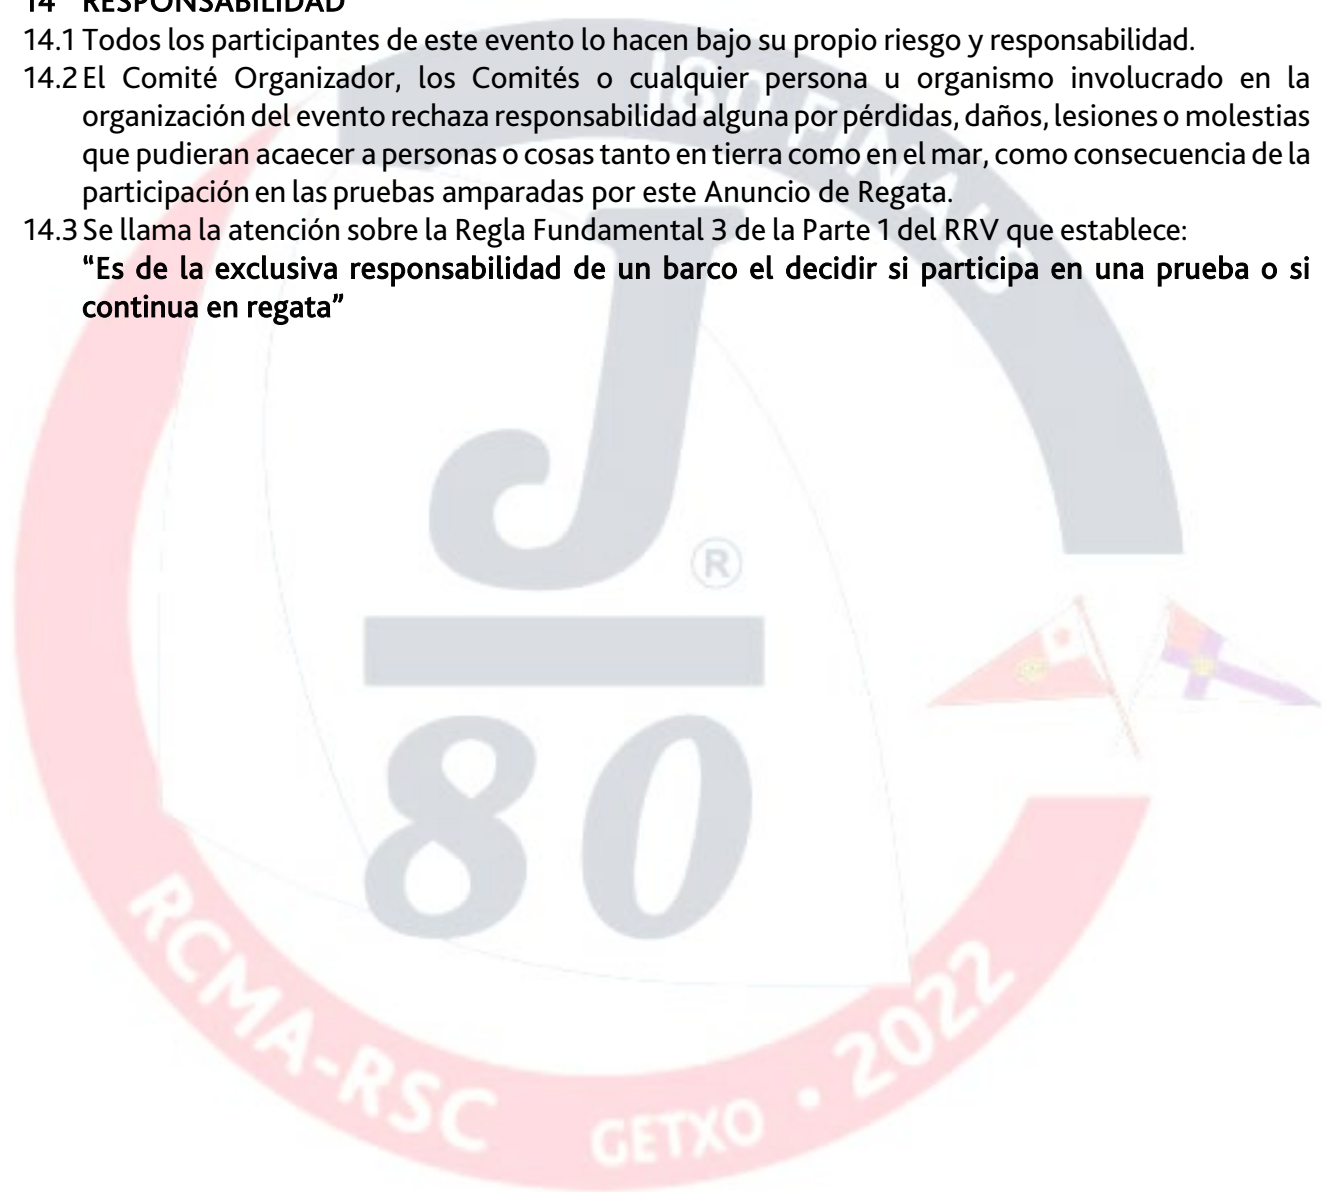 14 RESPONSABILIDAD
14.1 Todos los participantes de este evento lo hacen bajo su propio riesgo y responsabilidad.
14.2 El Comité Organizador, los Comités o cualquier persona u organismo involucrado en la
organización del evento rechaza responsabilidad alguna por pérdidas, daños, lesiones o molestias
que pudieran acaecer a personas o cosas tanto en tierra como en el mar, como consecuencia de la
participación en las pruebas amparadas por este Anuncio de Regata.
14.3 Se llama la atención sobre la Regla Fundamental 3 de la Parte 1 del RRV que establece:
“Es de la exclusiva responsabilidad de un barco el decidir si participa en una prueba o si
continua en regata”
J80 FINALS
J
®
80
RCMA-RSC GETXO • 2022